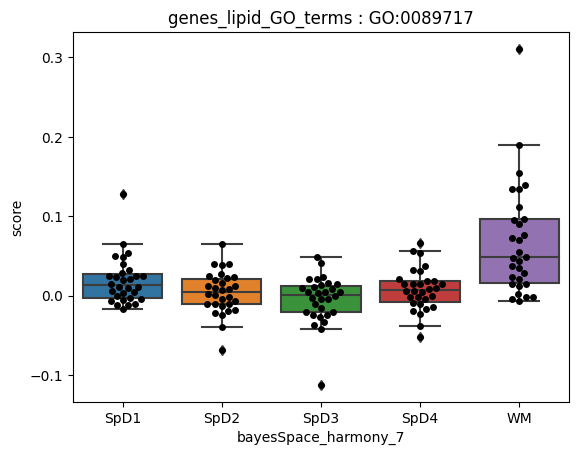 genes_lipid_GO_terms : GO:0089717
0.3
0.2
0.1
0.0
−0.1
score
SpD1 SpD2 SpD3 SpD4 WM
bayesSpace_harmony_7